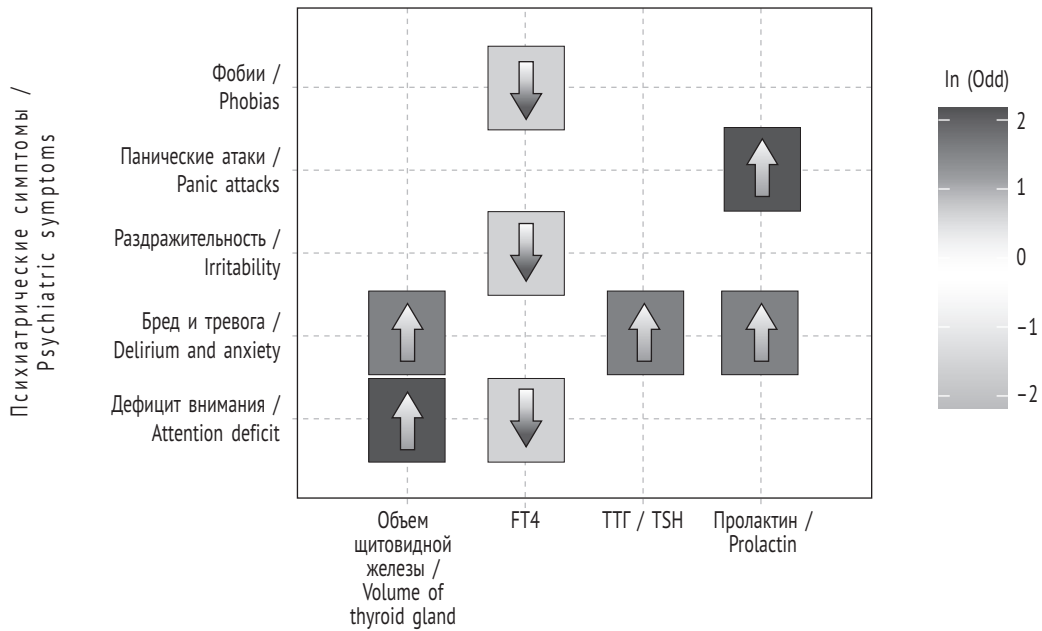 Психиатрические симптомы /
Psychiatric symptoms
Фобии /
Phobias
Панические атаки /
Panic attacks
Раздражительность /
Irritability
Бред и тревога /
Delirium and anxiety
Дефицит внимания /
Attention deficit
Объем
щитовидной
железы /
Volume of
thyroid gland
FT4
ТТГ / TSH
Пролактин /
Prolactin
In (Odd)
2
1
0
−1
−2